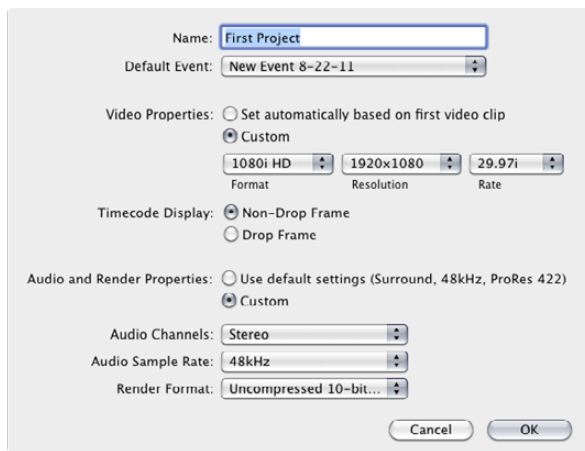 Name: First Project
Default Event: New Event 8-22-11
Video Properties: Set automatically based on first video clip
Custom
1080i HD 1920x1080 29.97i
Format Resolution Rate
Timecode Display: Non-Drop Frame
Drop Frame
Audio and Render Properties: Use default settings (Surround, 48kHz, ProRes 422)
Custom
Audio Channels: Stereo
Audio Sample Rate: 48kHz
Render Format: Uncompressed 10-bit...
Cancel OK